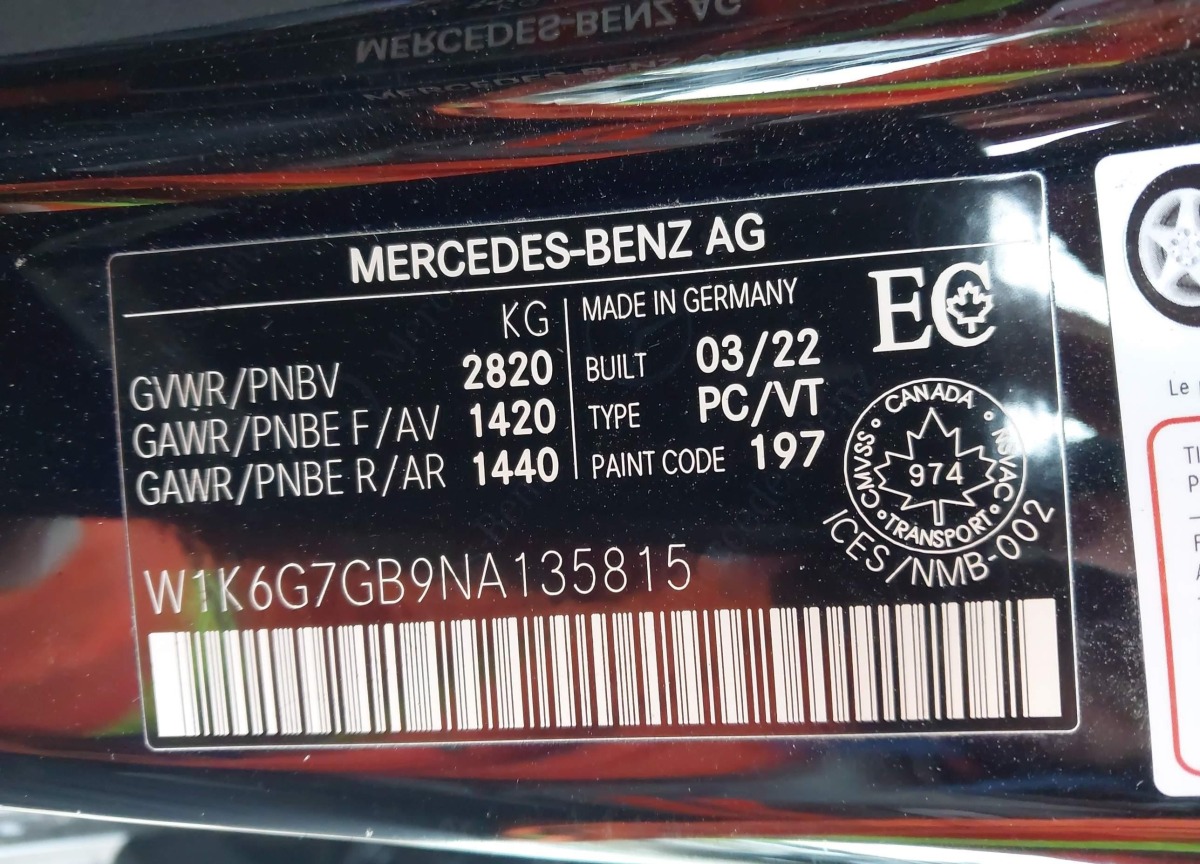 MERCEDES-BENZ AG
MERCEDES-BENZ AG
KG
GVWR/PNBV 2820
GAWR/PNBE F/AV 1420
GAWR/PNBE R/AR 1440
MADE IN GERMANY
BUILT 03/22
TYPE PC/VT
PAINT CODE 197
EC
CANADA
CMVSS NSVAC
974
TRANSPORT
ICES/NMB-002
W1K6G7GB9NA135815
Le